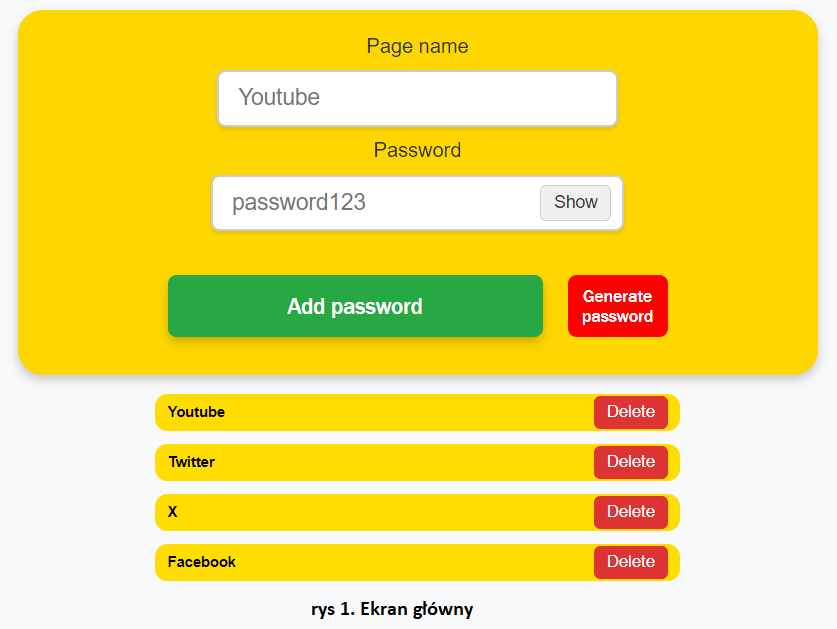 Page name
Youtube
Password
password123 Show
Add password
Generate
password
Youtube Delete
Twitter Delete
X Delete
Facebook Delete
rys 1. Ekran główny